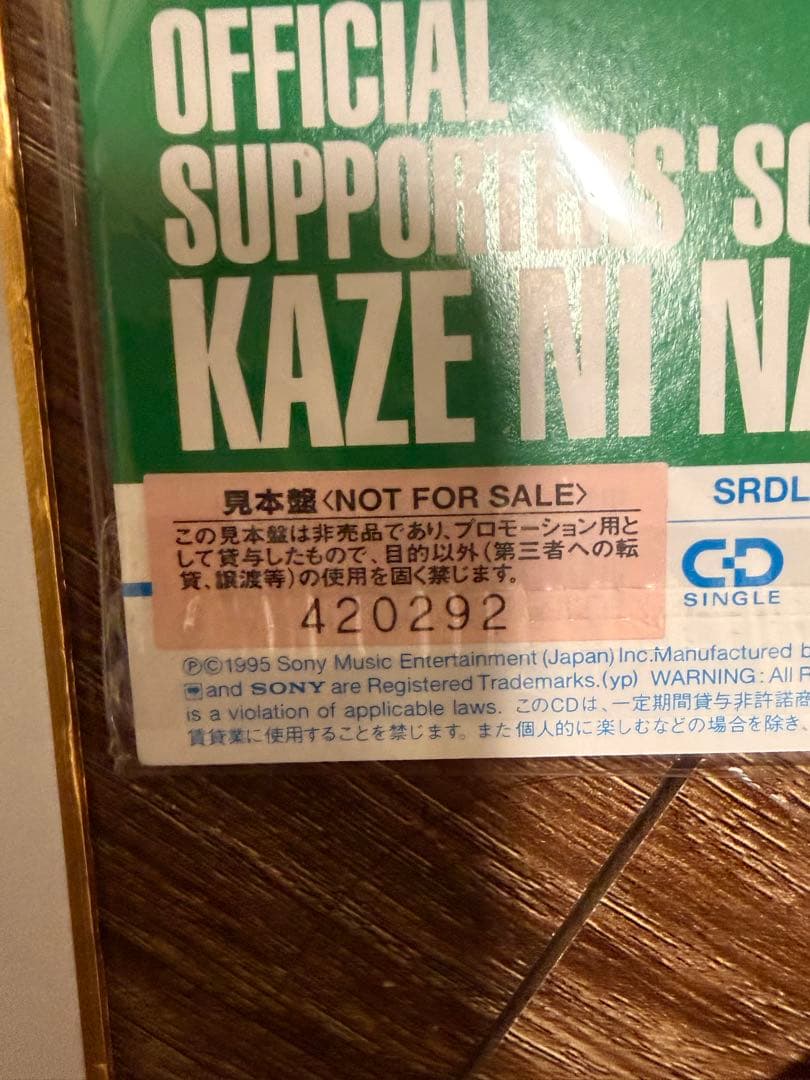 OFFICIAL
SUPPORTERS' SO
KAZE NI NA
見本盤〈NOT FOR SALE〉
この見本盤は非売品であり、プロモーション用と
して貸与したもので、目的以外(第三者への転
貸、譲渡等)の使用を固く禁じます。
420292
SRDL
CD
SINGLE
ⓅⒸ1995 Sony Music Entertainment (Japan) Inc.Manufactured b
and SONY are Registered Trademarks.(yp) WARNING: All R
is a violation of applicable laws. このCDは、一定期間貸与非許諾商
賃貸業に使用することを禁じます。また個人的に楽しむなどの場合を除き、